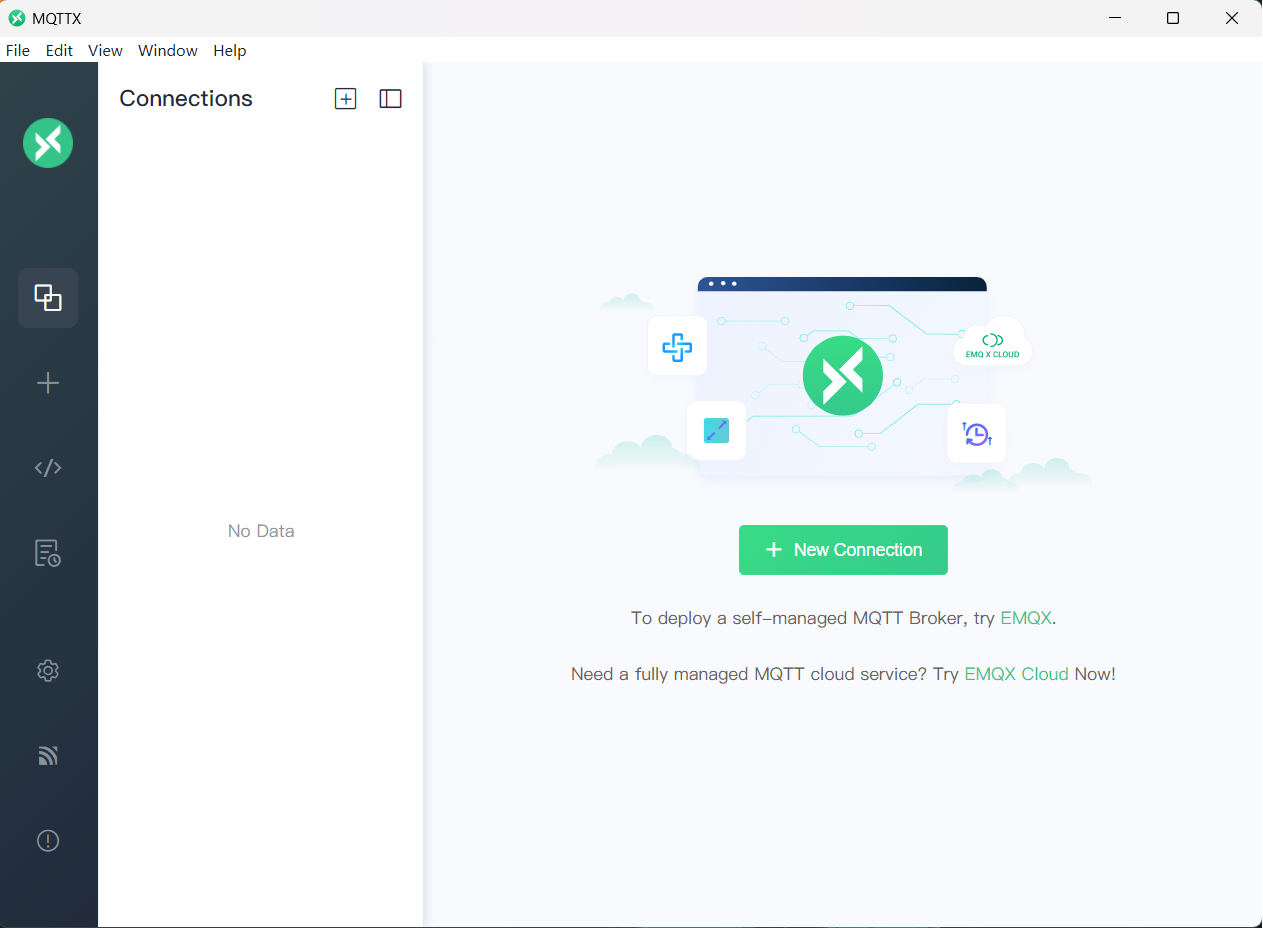 MQTTX
File Edit View Window Help
Connections
No Data
EMQ X CLOUD
New Connection
To deploy a self-managed MQTT Broker, try EMQX.
Need a fully managed MQTT cloud service? Try EMQX Cloud Now!